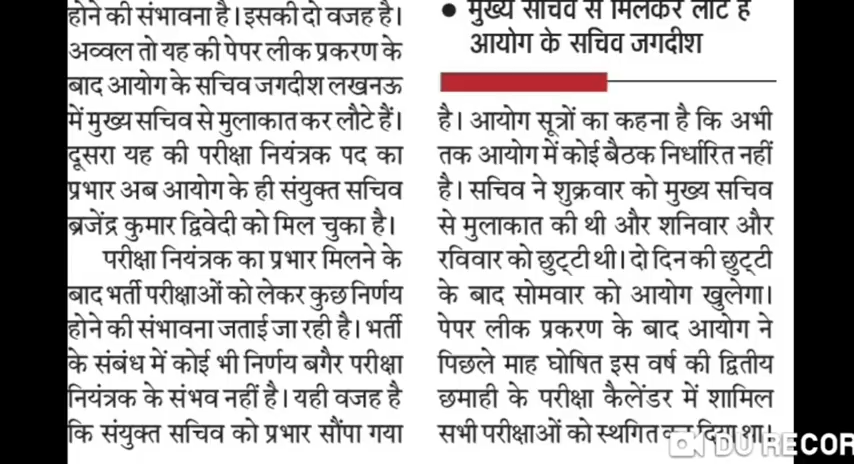 होने की संभावना है। इसकी दो वजह है।
अव्वल तो यह की पेपर लीक प्रकरण के
बाद आयोग के सचिव जगदीश लखनऊ
में मुख्य सचिव से मुलाकात कर लौटे हैं।
दूसरा यह की परीक्षा नियंत्रक पद का
प्रभार अब आयोग के ही संयुक्त सचिव
ब्रजेंद्र कुमार द्विवेदी को मिल चुका है।
परीक्षा नियंत्रक का प्रभार मिलने के
बाद भर्ती परीक्षाओं को लेकर कुछ निर्णय
होने की संभावना जताई जा रही है। भर्ती
के संबंध में कोई भी निर्णय बगैर परीक्षा
नियंत्रक के संभव नहीं है। यही वजह है
कि संयुक्त सचिव को प्रभार सौंपा गया
● मुख्य सचिव से मिलकर लौटे हैं
आयोग के सचिव जगदीश
है। आयोग सूत्रों का कहना है कि अभी
तक आयोग में कोई बैठक निर्धारित नहीं
है। सचिव ने शुक्रवार को मुख्य सचिव
से मुलाकात की थी और शनिवार और
रविवार को छुट्टी थी। दो दिन की छुट्टी
के बाद सोमवार को आयोग खुलेगा।
पेपर लीक प्रकरण के बाद आयोग ने
पिछले माह घोषित इस वर्ष की द्वितीय
छमाही के परीक्षा कैलेंडर में शामिल
सभी परीक्षाओं को स्थगित कर दिया था।
DU RECOR